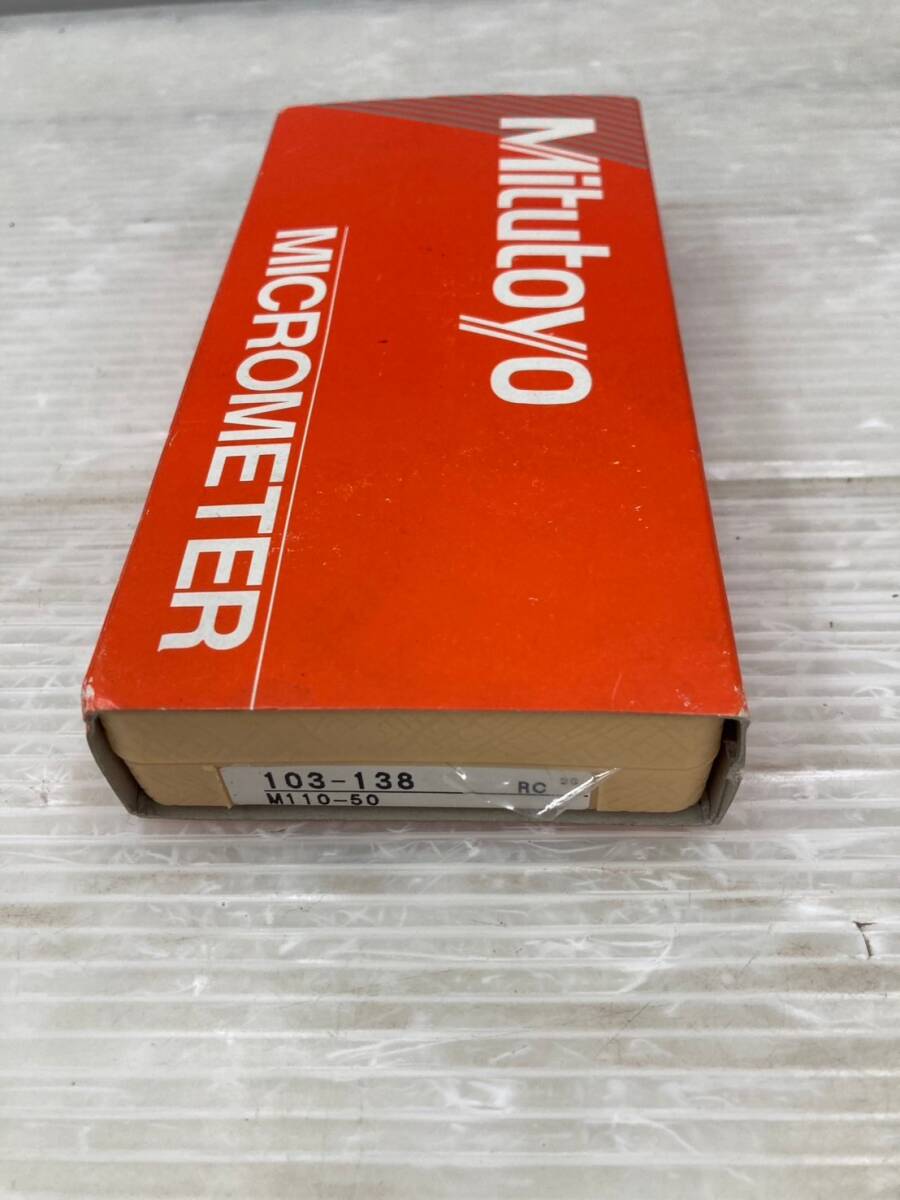 Mitutoyo
MICROMETER
103-138 RC
M110-50